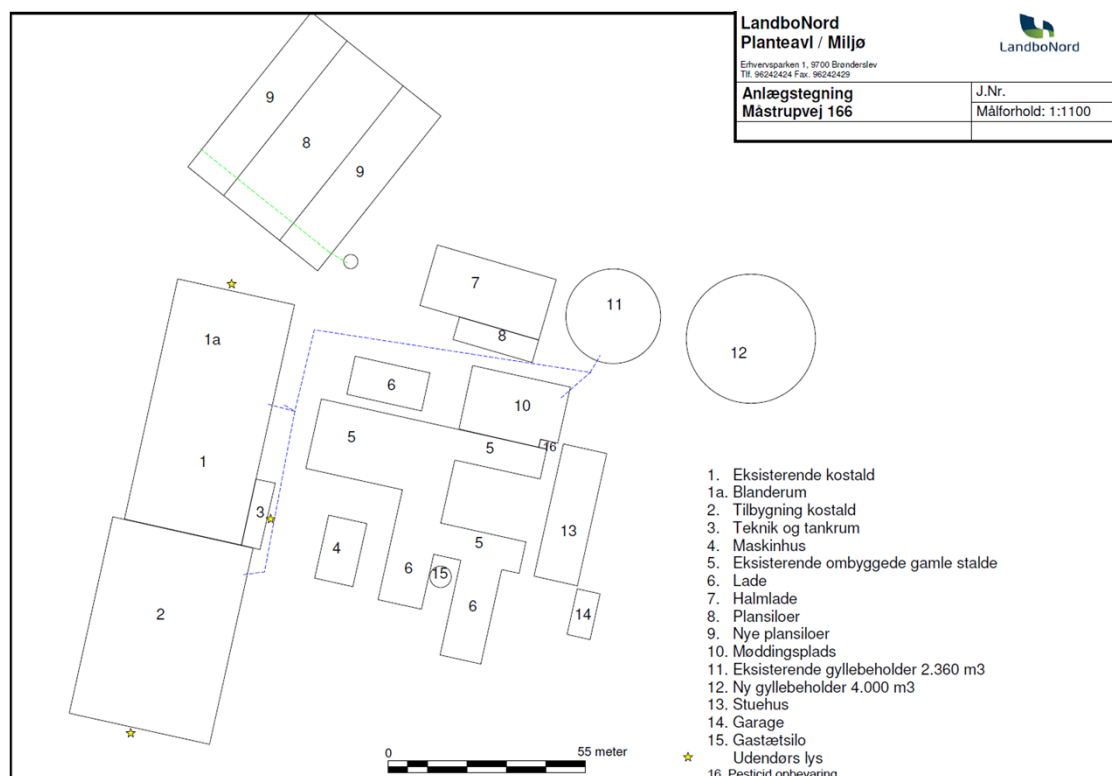 LandboNord
Planteavl / Miljø
LandboNord
Erhvervsparken 1, 9700 Brønderslev
Tlf. 96242424 Fax. 96242429
Anlægstegning
Måstrupvej 166
J.Nr.
Målforhold: 1:1100
9
8
9
7
11
8
12
1a
6
10
5
5
16
1
3
13
4
5
6
15
6
14
2
1. Eksisterende kostald
1a. Blanderum
2. Tilbygning kostald
3. Teknik og tankrum
4. Maskinhus
5. Eksisterende ombyggede gamle stalde
6. Lade
7. Halmlade
8. Plansiloer
9. Nye plansiloer
10. Møddingsplads
11. Eksisterende gyllebeholder 2.360 m3
12. Ny gyllebeholder 4.000 m3
13. Stuehus
14. Garage
15. Gastætsilo
Udendørs lys
16. Pesticid opbevaring
0 55 meter